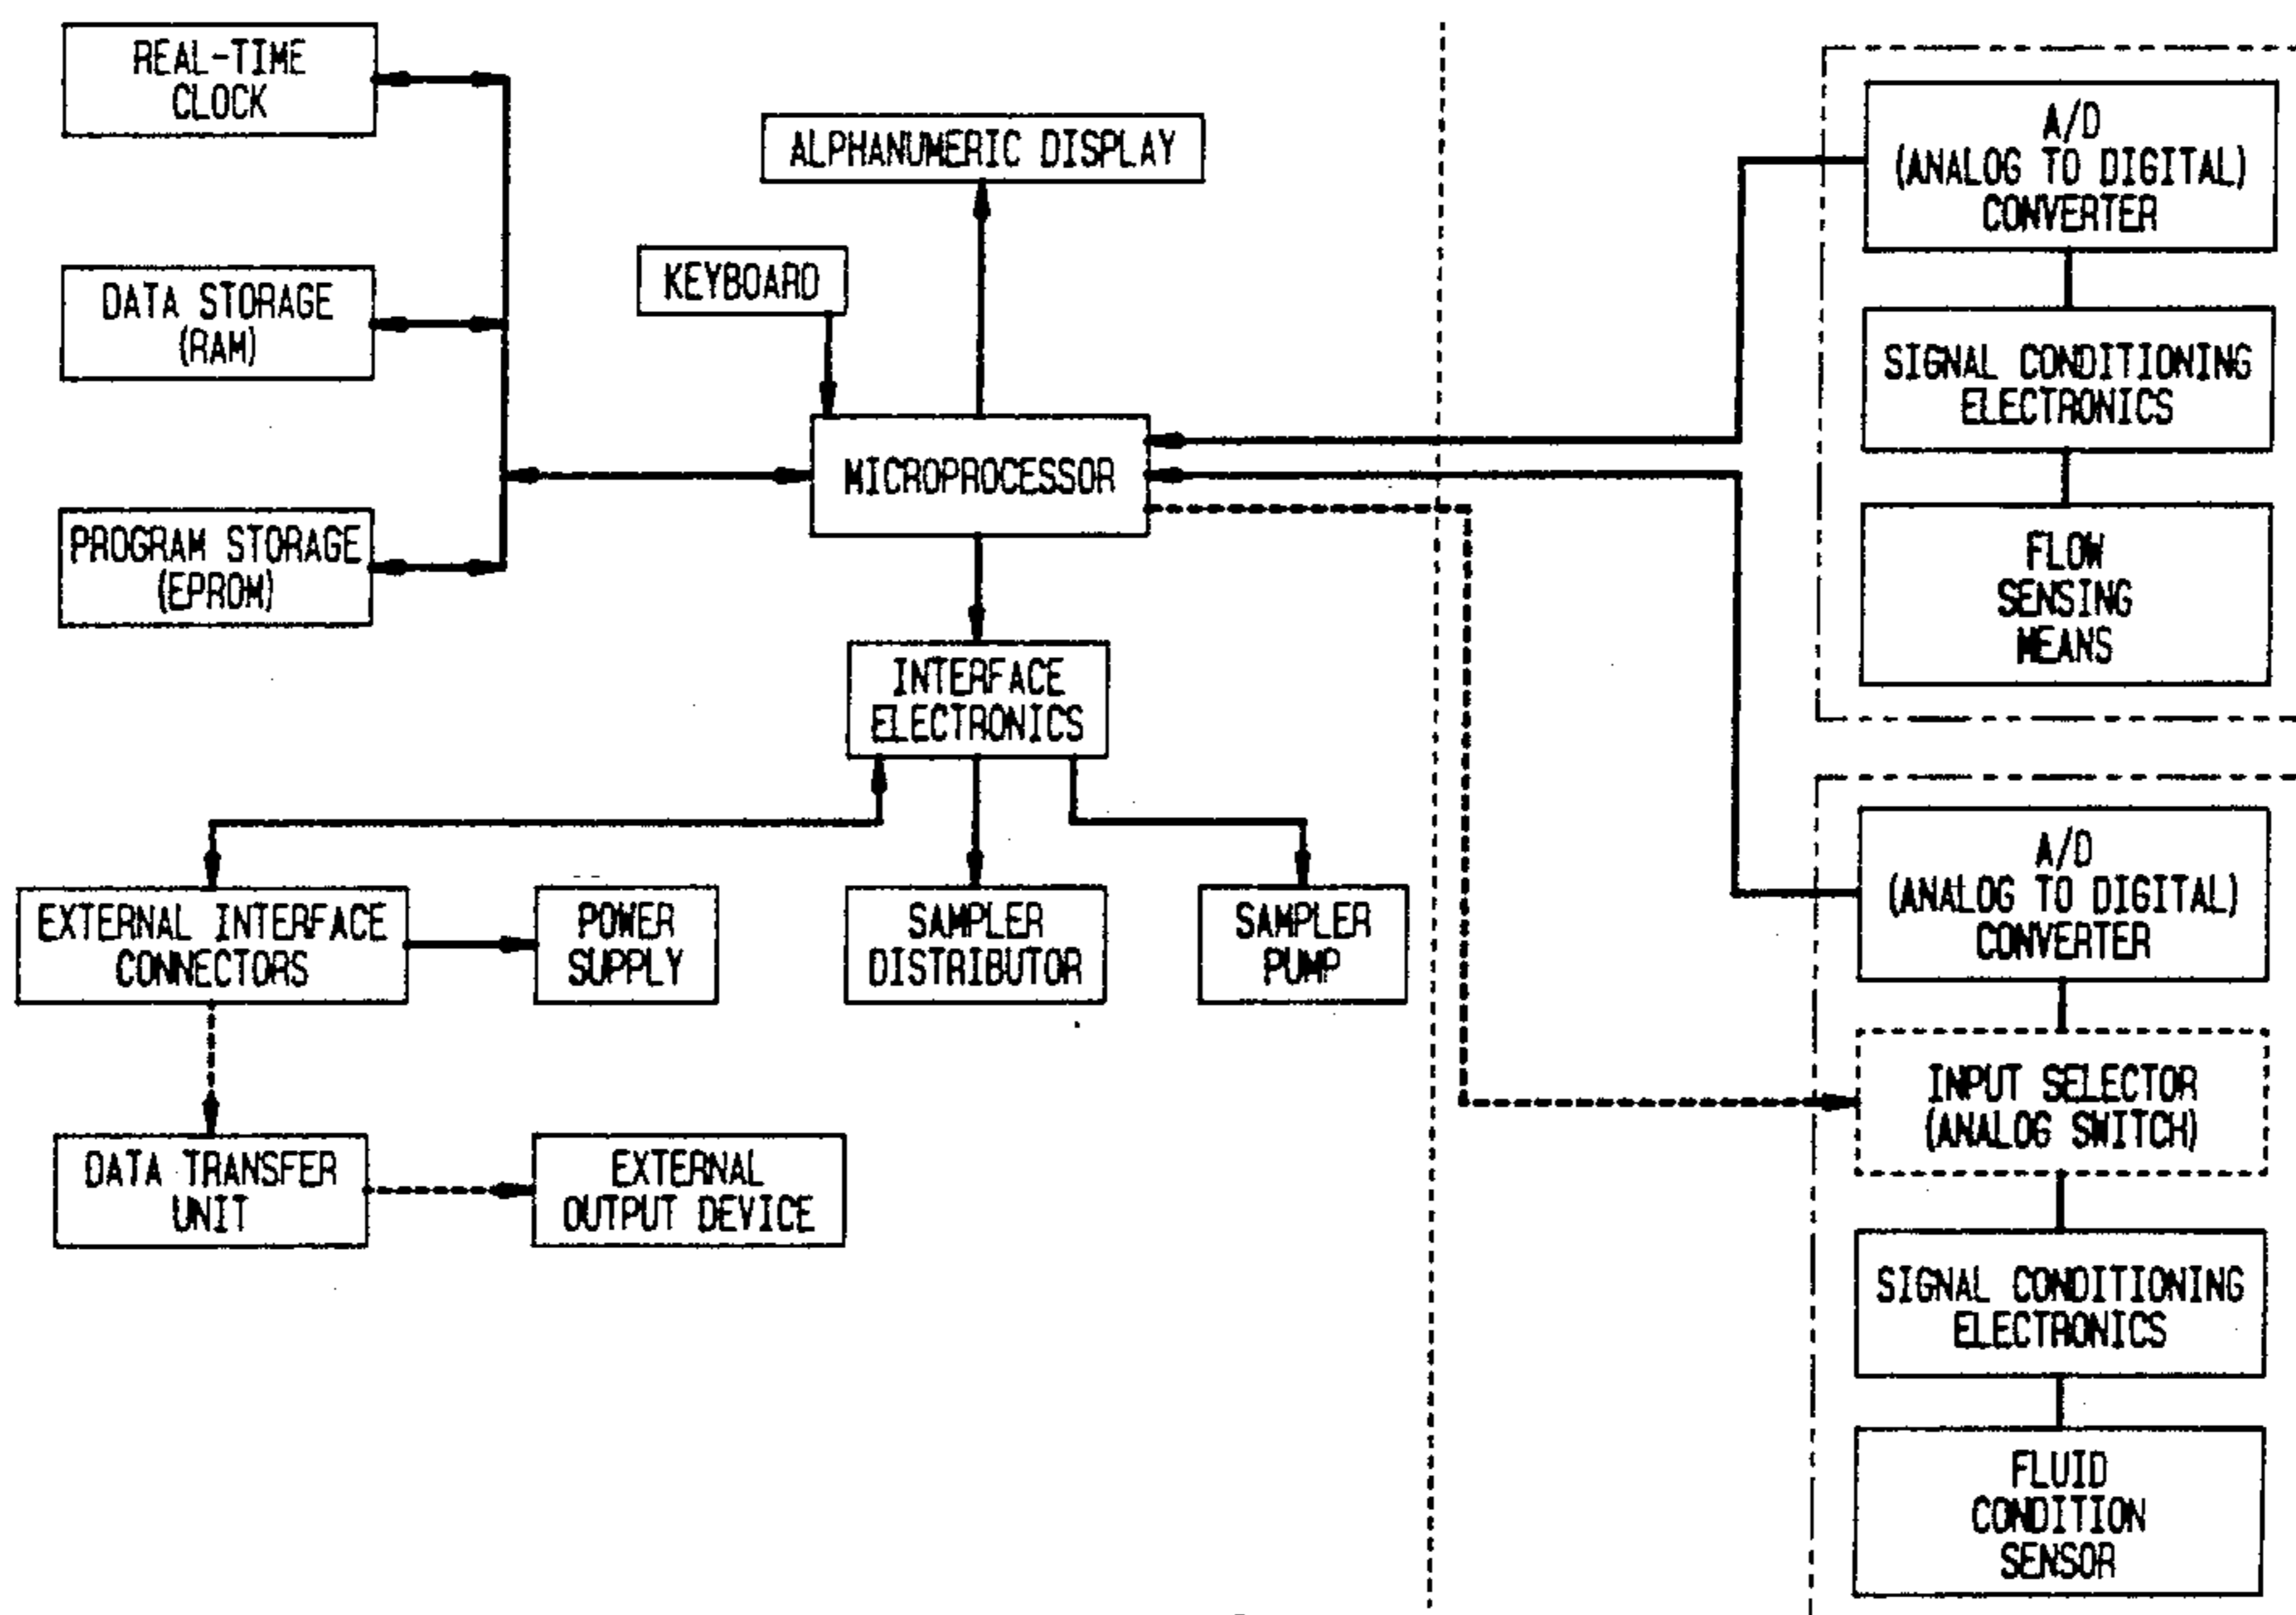 REAL-TIME
CLOCK
DATA STORAGE
(RAM)
PROGRAM STORAGE
(EPROM)
ALPHANUMERIC DISPLAY
KEYBOARD
MICROPROCESSOR
INTERFACE
ELECTRONICS
EXTERNAL INTERFACE
CONNECTORS
POWER
SUPPLY
SAMPLER
DISTRIBUTOR
SAMPLER
PUMP
DATA TRANSFER
UNIT
EXTERNAL
OUTPUT DEVICE
A/D
(ANALOG TO DIGITAL)
CONVERTER
SIGNAL CONDITIONING
ELECTRONICS
FLOW
SENSING
MEANS
A/D
(ANALOG TO DIGITAL)
CONVERTER
INPUT SELECTOR
(ANALOG SWITCH)
SIGNAL CONDITIONING
ELECTRONICS
FLUID
CONDITION
SENSOR